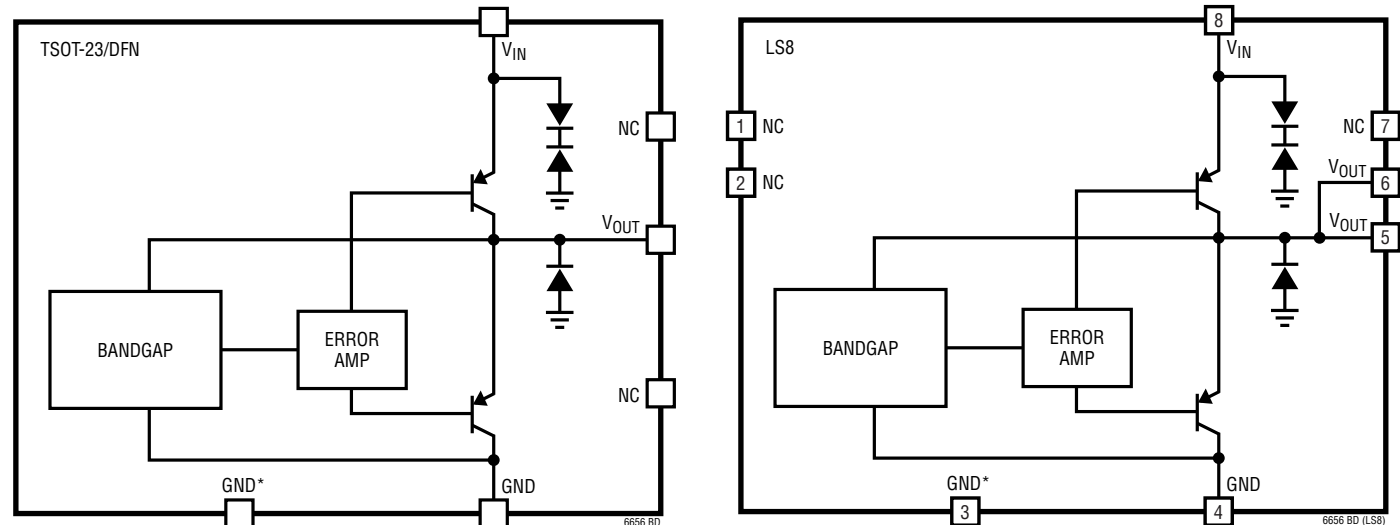 TSOT-23/DFN
VIN
NC
VOUT
BANDGAP
ERROR
AMP
NC
GND*
GND
6656 BD
LS8
8
VIN
1 NC
NC 7
2 NC
VOUT
6
VOUT
5
BANDGAP
ERROR
AMP
GND*
3
GND
4
6656 BD (LS8)